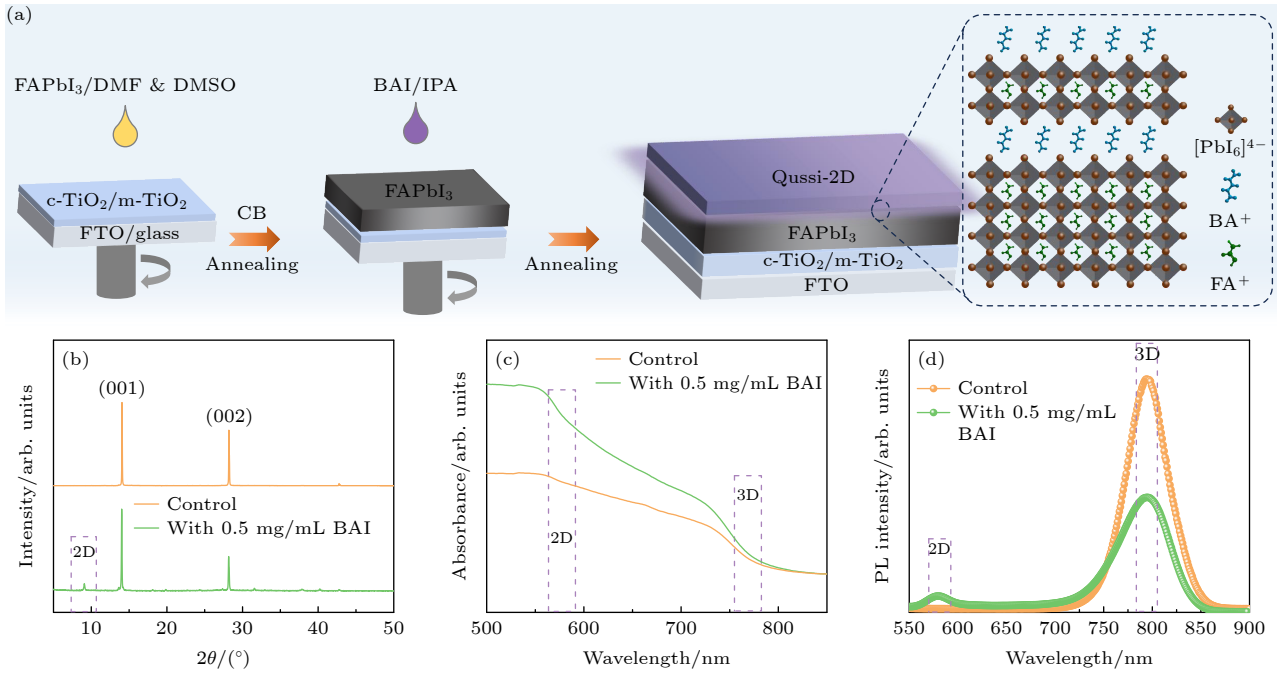 (a)
FAPbI₃/DMF & DMSO
BAI/IPA
c-TiO₂/m-TiO₂
FTO/glass
CB
Annealing
FAPbI₃
Annealing
Qussi-2D
FAPbI₃
c-TiO₂/m-TiO₂
FTO
[PbI₆]⁴⁻
BA⁺
FA⁺
(b)
(001)
(002)
Control
With 0.5 mg/mL BAI
2D
Intensity/arb. units
10 20 30 40 50
2θ/(°)
(c)
Control
With 0.5 mg/mL BAI
2D
3D
Absorbance/arb. units
500 600 700 800
Wavelength/nm
(d)
3D
Control
With 0.5 mg/mL
BAI
2D
PL intensity/arb. units
550 600 650 700 750 800 850 900
Wavelength/nm